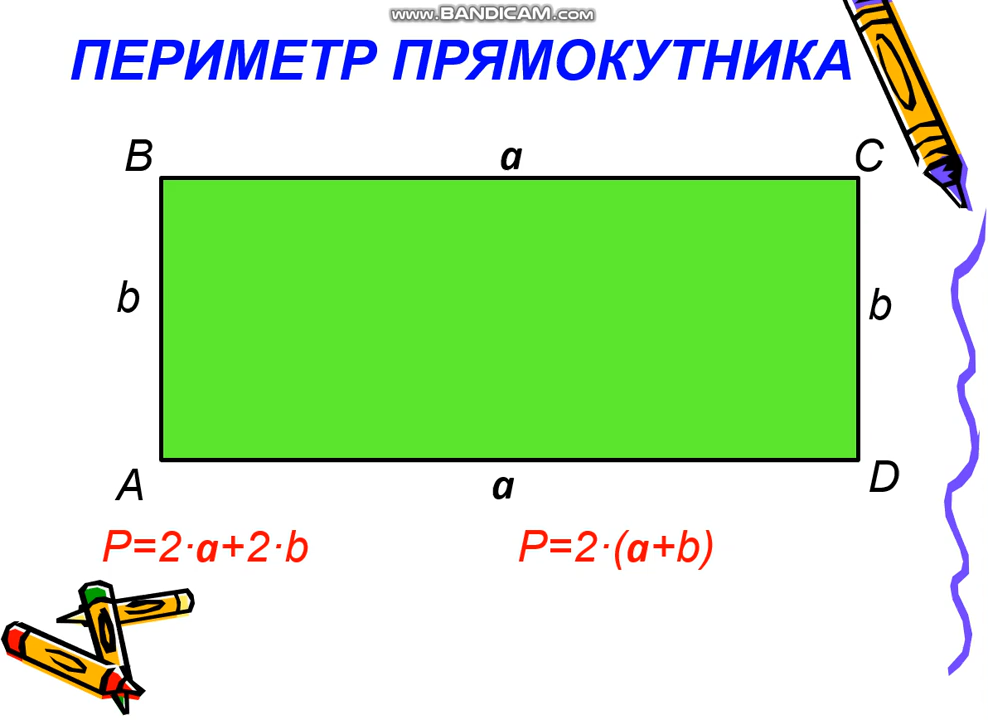 www.BANDICAM.com
ПЕРИМЕТР ПРЯМОКУТНИКА
B a C
b b
A a D
P=2·a+2·b P=2·(a+b)